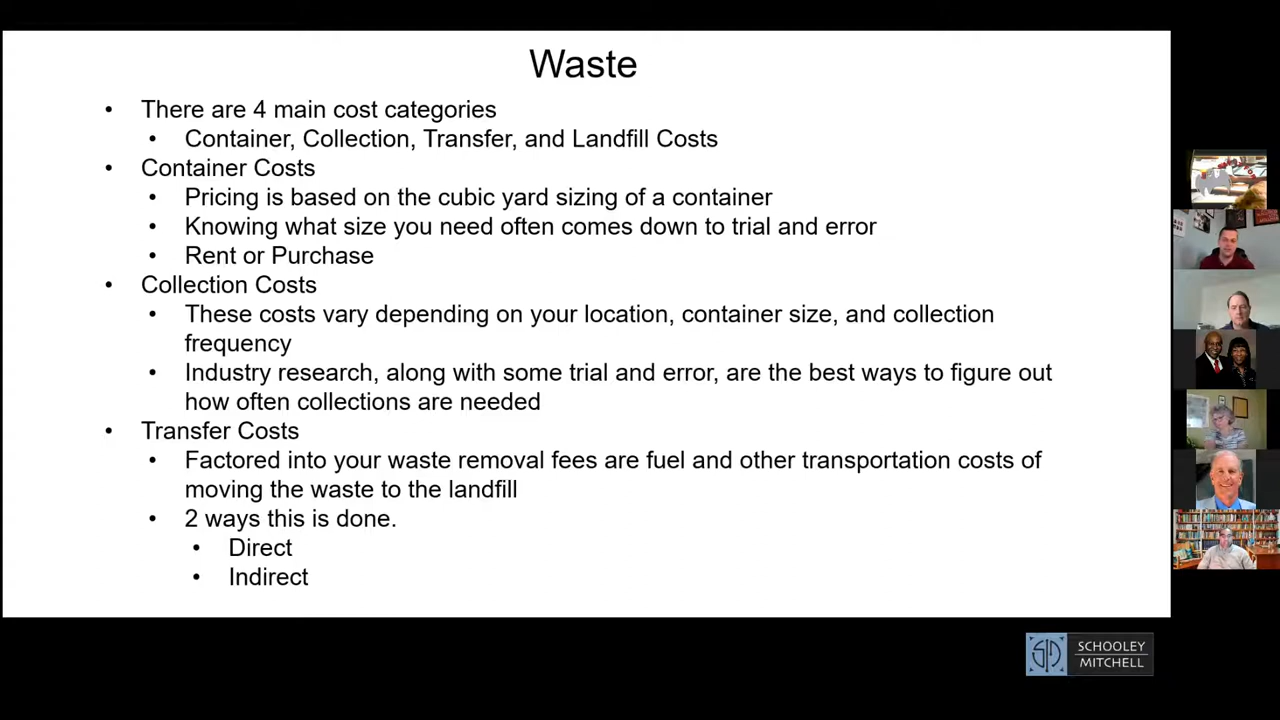 Waste
• There are 4 main cost categories
• Container, Collection, Transfer, and Landfill Costs
• Container Costs
• Pricing is based on the cubic yard sizing of a container
• Knowing what size you need often comes down to trial and error
• Rent or Purchase
• Collection Costs
• These costs vary depending on your location, container size, and collection
frequency
• Industry research, along with some trial and error, are the best ways to figure out
how often collections are needed
• Transfer Costs
• Factored into your waste removal fees are fuel and other transportation costs of
moving the waste to the landfill
• 2 ways this is done.
• Direct
• Indirect
SCHOOLEY
MITCHELL